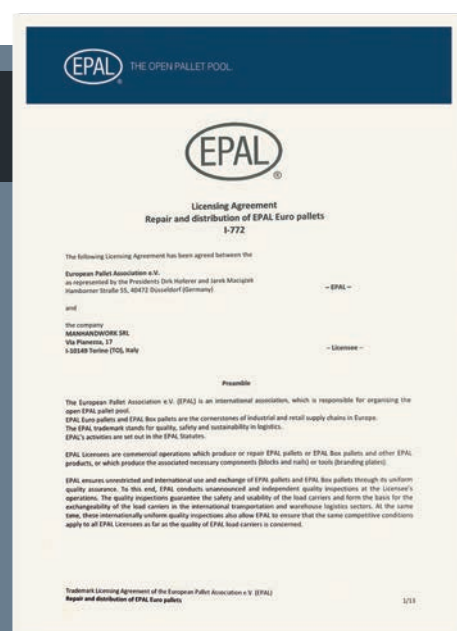 EPAL THE OPEN PALLET POOL.
EPAL
®
Licensing Agreement
Repair and distribution of EPAL Euro pallets
I-772
The following Licensing Agreement has been agreed between the
European Pallet Association e.V.
as represented by the Presidents Dirk Hoferer and Jarek Maciążek
Hamborner Straße 55, 40472 Düsseldorf (Germany)
– EPAL –
and
the company
MANHANDWORK SRL
Via Pianezza, 17
I-10149 Torino (TO), Italy
– Licensee –
Preamble
The European Pallet Association e.V. (EPAL) is an international association, which is responsible for organising the
open EPAL pallet pool.
EPAL Euro pallets and EPAL Box pallets are the cornerstones of industrial and retail supply chains in Europe.
The EPAL trademark stands for quality, safety and sustainability in logistics.
EPAL's activities are set out in the EPAL Statutes.
EPAL Licensees are commercial operations which produce or repair EPAL pallets or EPAL Box pallets and other EPAL
products, or which produce the associated necessary components (blocks and nails) or tools (branding plates).
EPAL ensures unrestricted and international use and exchange of EPAL pallets and EPAL Box pallets through its uniform
quality assurance. To this end, EPAL conducts unannounced and independent quality inspections at the Licensee's
operations. The quality inspections guarantee the safety and usability of the load carriers and form the basis for the
exchangeability of the load carriers in the international transportation and warehouse logistics sectors. At the same
time, these internationally uniform quality inspections also allow EPAL to ensure that the same competitive conditions
apply to all EPAL Licensees as far as the quality of EPAL load carriers is concerned.
Trademark Licensing Agreement of the European Pallet Association e.V. (EPAL)
Repair and distribution of EPAL Euro pallets
1/13